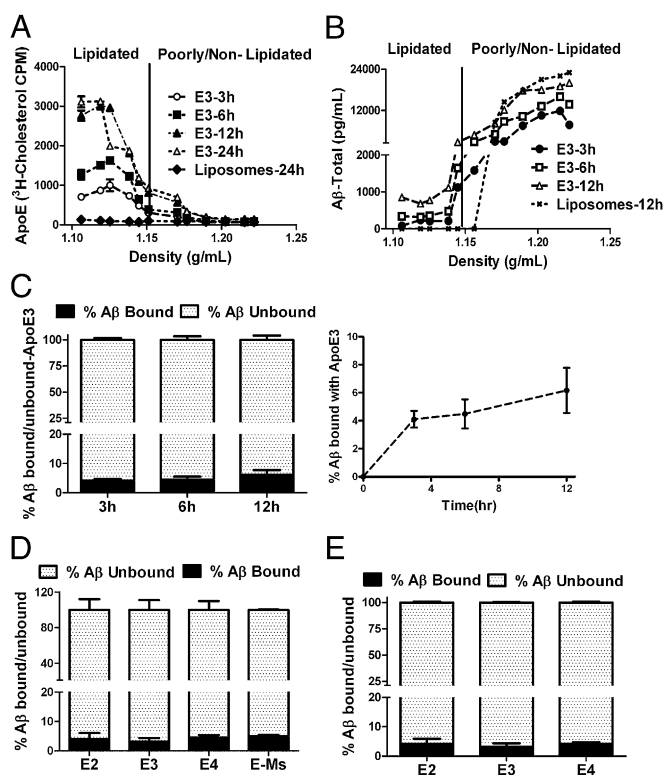 A
Lipidated
Poorly/Non- Lipidated
ApoE (³H-Cholesterol CPM)
4000
3000
2000
1000
0
E3-3h
E3-6h
E3-12h
E3-24h
Liposomes-24h
1.10
1.15
1.20
1.25
Density (g/mL)
B
Lipidated
Poorly/Non- Lipidated
Aβ-Total (pg/mL)
24000
12000
2000
1000
0
E3-3h
E3-6h
E3-12h
Liposomes-12h
1.10
1.15
1.20
1.25
Density (g/mL)
C
% Aβ Bound
% Aβ Unbound
% Aβ bound/unbound-ApoE3
100
75
50
25
20
10
0
3h
6h
12h
% Aβ bound with ApoE3
10
8
6
4
2
0
0
4
8
12
Time(hr)
D
% Aβ Unbound
% Aβ Bound
% Aβ bound/unbound
120
80
40
20
10
0
E2
E3
E4
E-Ms
E
% Aβ Bound
% Aβ Unbound
% Aβ bound/unbound
100
75
50
25
20
10
0
E2
E3
E4